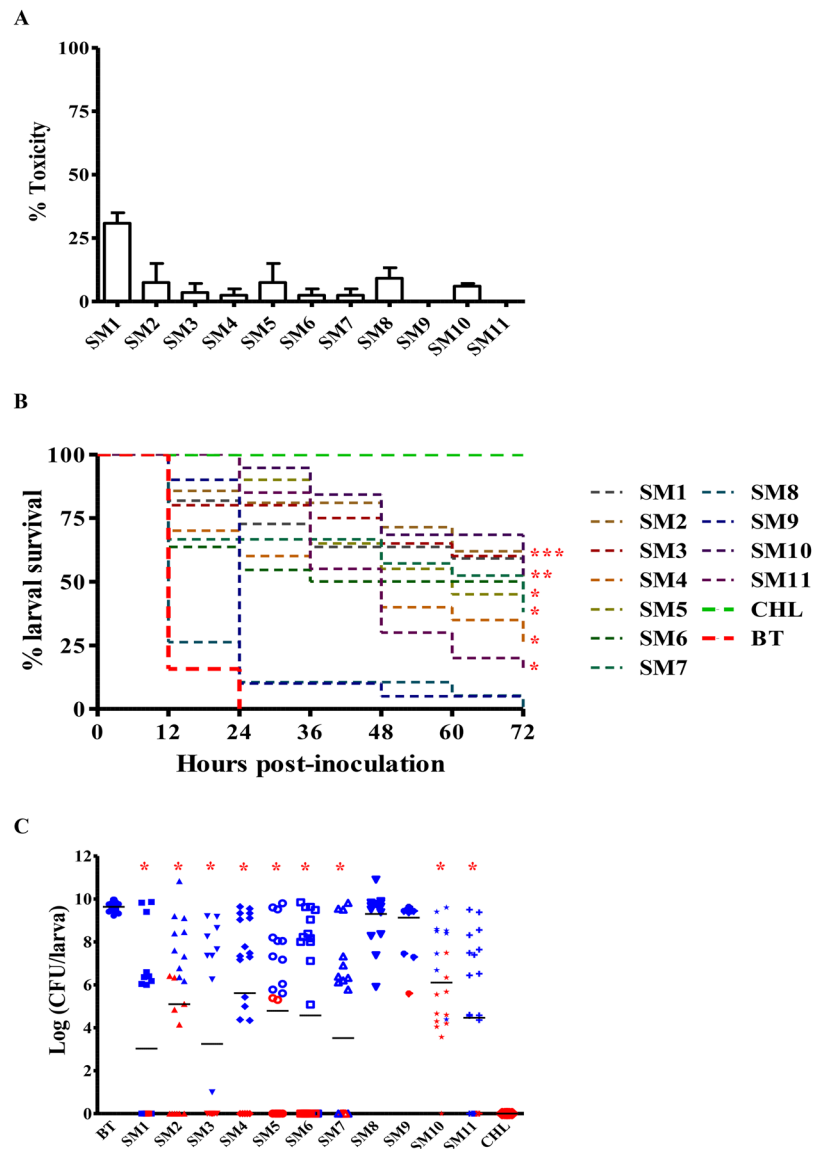 A
% Toxicity
100
75
50
25
0
SM1 SM2 SM3 SM4 SM5 SM6 SM7 SM8 SM9 SM10 SM11
B
% larval survival
100
75
50
25
0
0 12 24 36 48 60 72
Hours post-inoculation
***
**
*
*
*
*
SM1 SM8
SM2 SM9
SM3 SM10
SM4 SM11
SM5 CHL
SM6 BT
SM7
C
Log (CFU/larva)
12
10
8
6
4
2
0
* * * * * * * * *
BT SM1 SM2 SM3 SM4 SM5 SM6 SM7 SM8 SM9 SM10 SM11 CHL